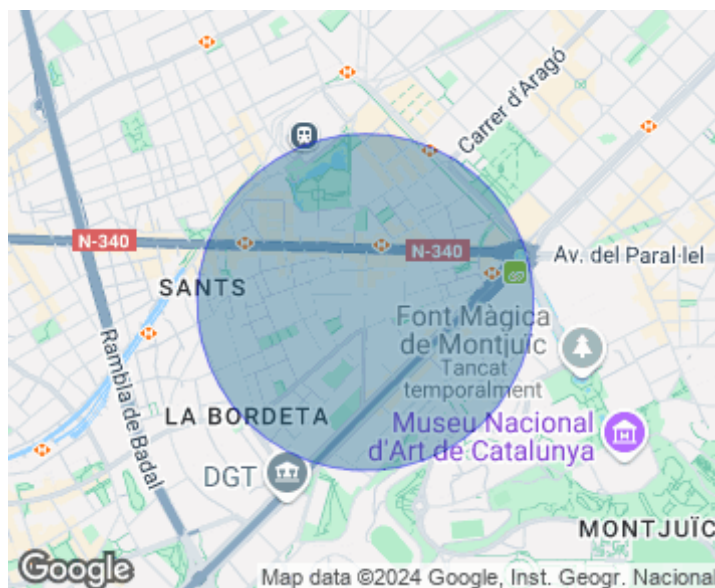 Carrer d'Aragó
N-340
N-340
Av. del Paral·lel
SANTS
Font Màgica
de Montjuïc
Tancat
temporalment
Rambla de Badal
LA BORDETA
Museu Nacional
d'Art de Catalunya
DGT
MONTJUÏC
Google
Map data ©2024 Google, Inst. Geogr. Nacional